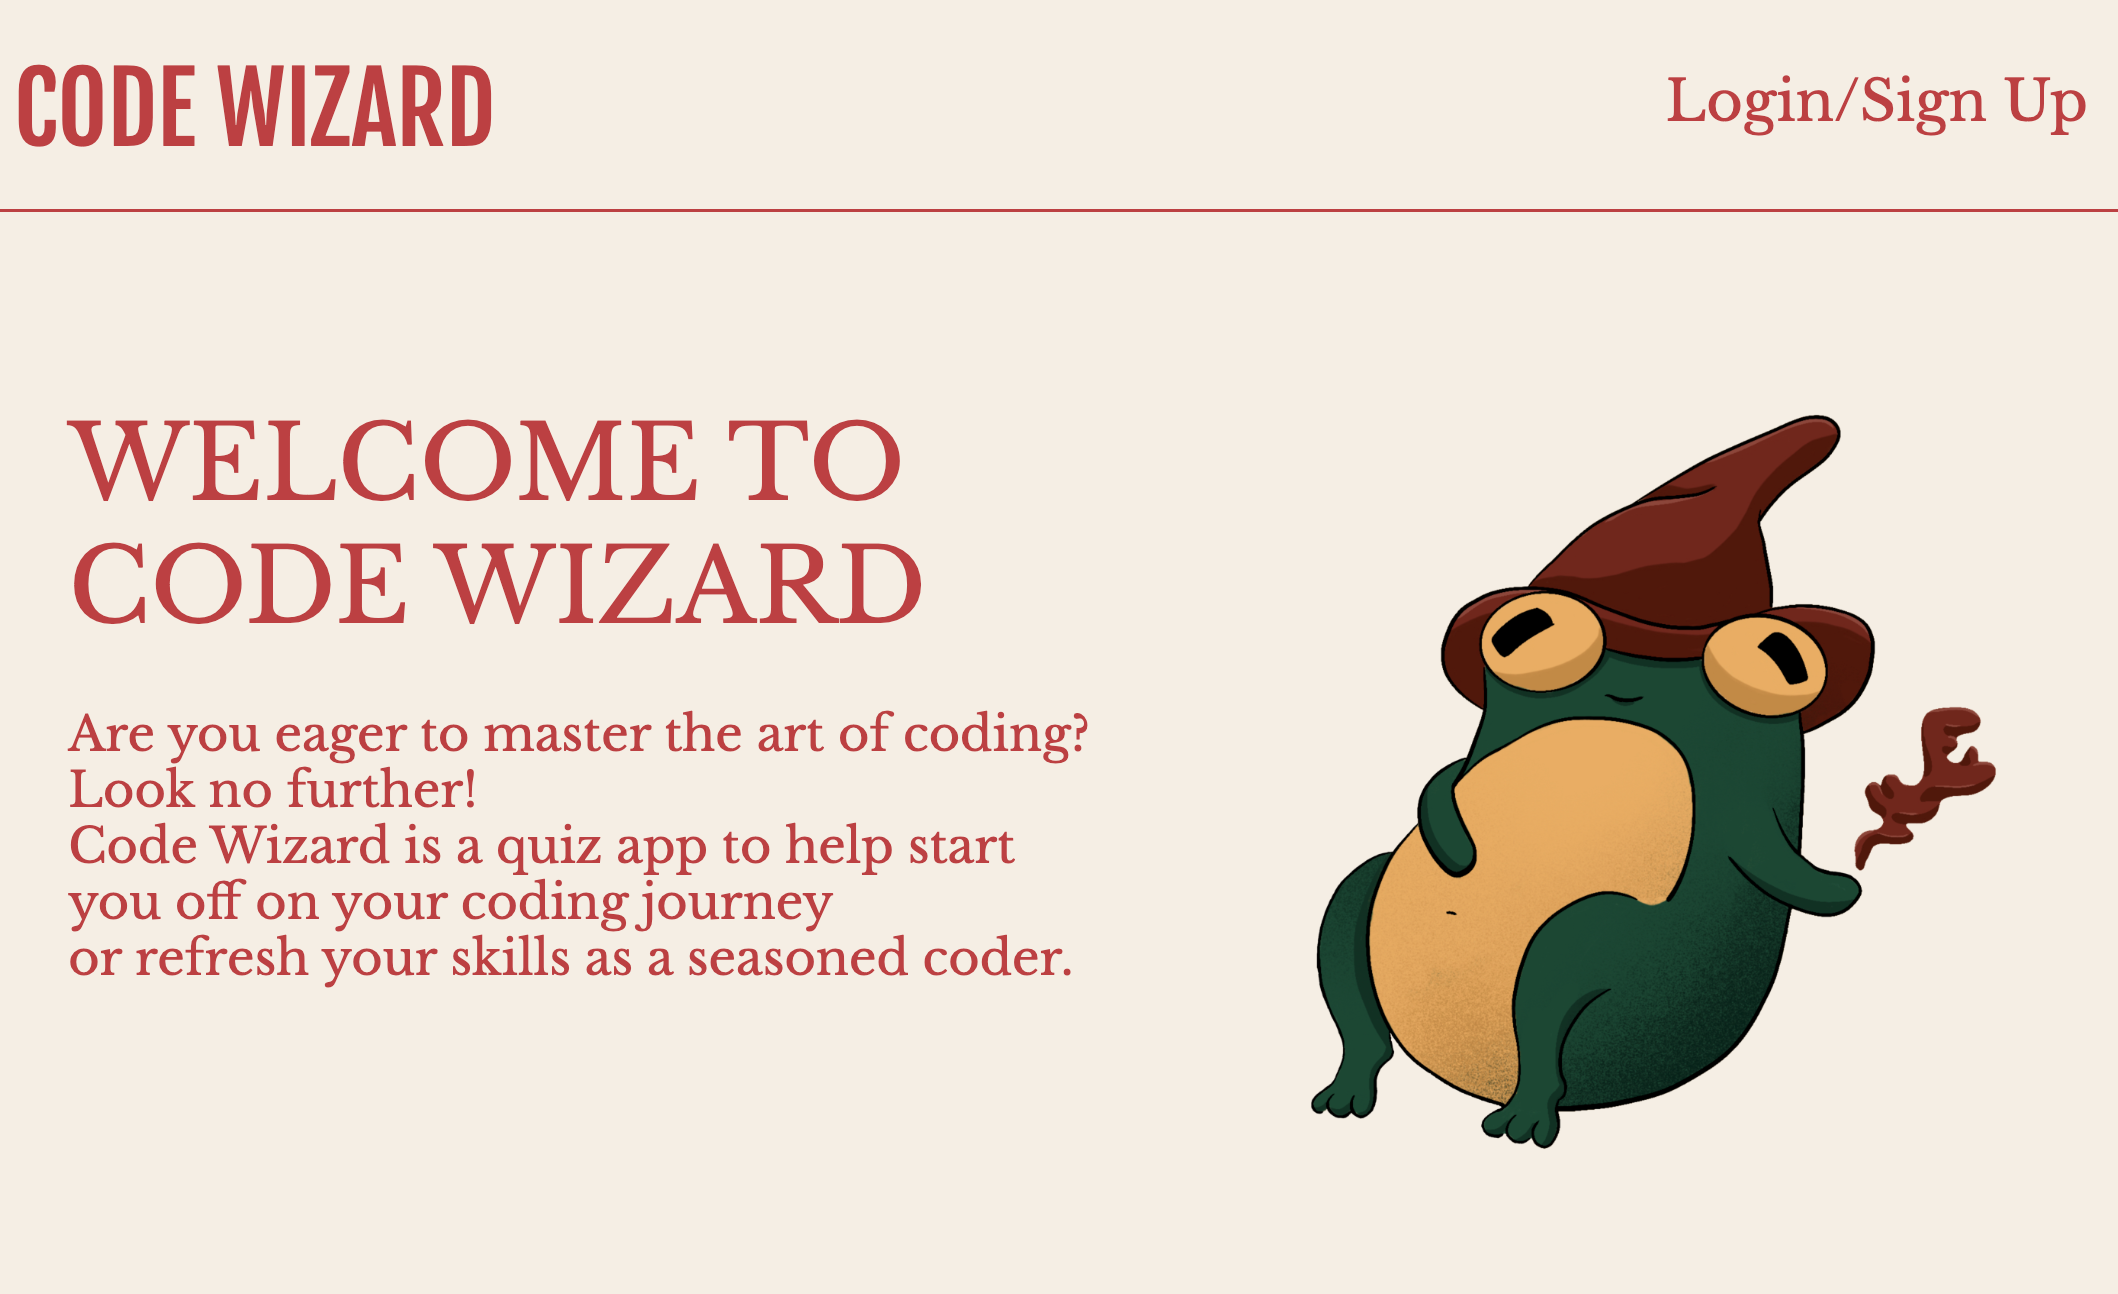 CODE WIZARD
Login/Sign Up
WELCOME TO
CODE WIZARD
Are you eager to master the art of coding?
Look no further!
Code Wizard is a quiz app to help start
you off on your coding journey
or refresh your skills as a seasoned coder.